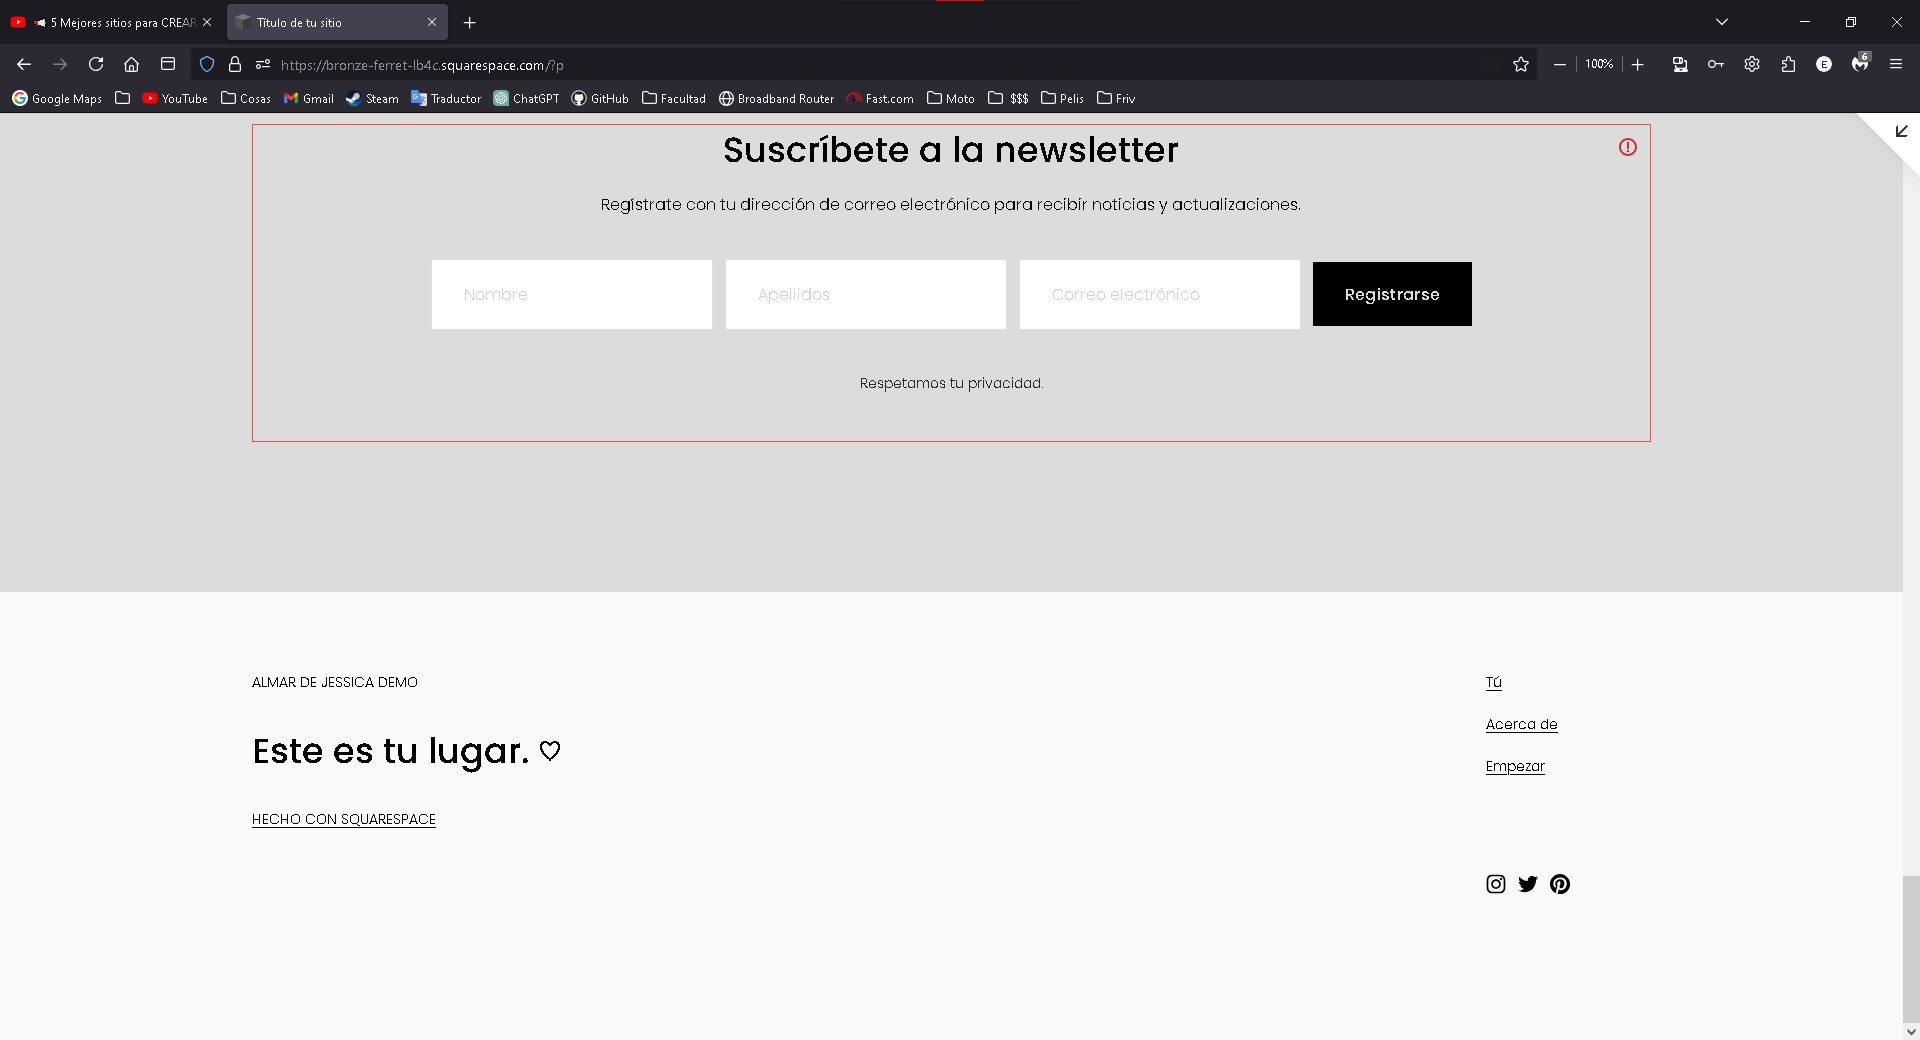 5 Mejores sitios para CREAR
Título de tu sitio
https://bronze-ferret-lb4c.squarespace.com/?p
100%
E
6
Google Maps
YouTube
Cosas
Gmail
Steam
Traductor
ChatGPT
GitHub
Facultad
Broadband Router
Fast.com
Moto
$$$
Pelis
Friv
Suscríbete a la newsletter
Regístrate con tu dirección de correo electrónico para recibir noticias y actualizaciones.
Nombre
Apellidos
Correo electrónico
Registrarse
Respetamos tu privacidad.
ALMAR DE JESSICA DEMO
Tú
Acerca de
Este es tu lugar. ♡
Empezar
HECHO CON SQUARESPACE